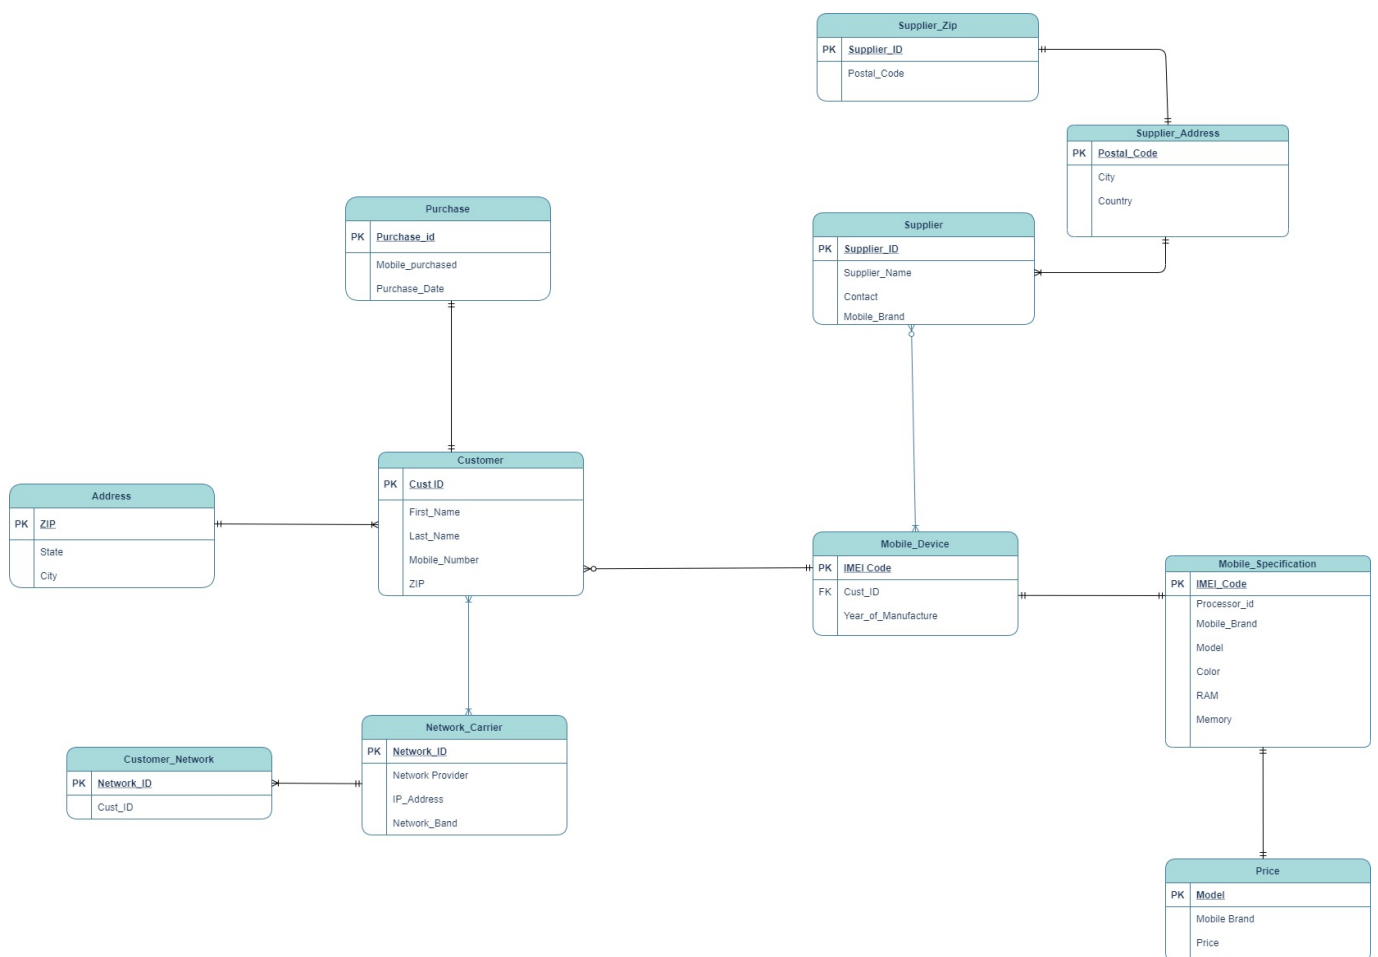 Supplier_Zip
PK Supplier_ID
Postal_Code
Supplier_Address
PK Postal_Code
City
Country
Purchase
PK Purchase_id
Mobile_purchased
Purchase_Date
Supplier
PK Supplier_ID
Supplier_Name
Contact
Mobile_Brand
Customer
PK Cust ID
First_Name
Last_Name
Mobile_Number
ZIP
Address
PK ZIP
State
City
Mobile_Device
PK IMEI Code
FK Cust_ID
Year_of_Manufacture
Mobile_Specification
PK IMEI_Code
Processor_id
Mobile_Brand
Model
Color
RAM
Memory
Network_Carrier
PK Network_ID
Network Provider
IP_Address
Network_Band
Customer_Network
PK Network_ID
Cust_ID
Price
PK Model
Mobile Brand
Price